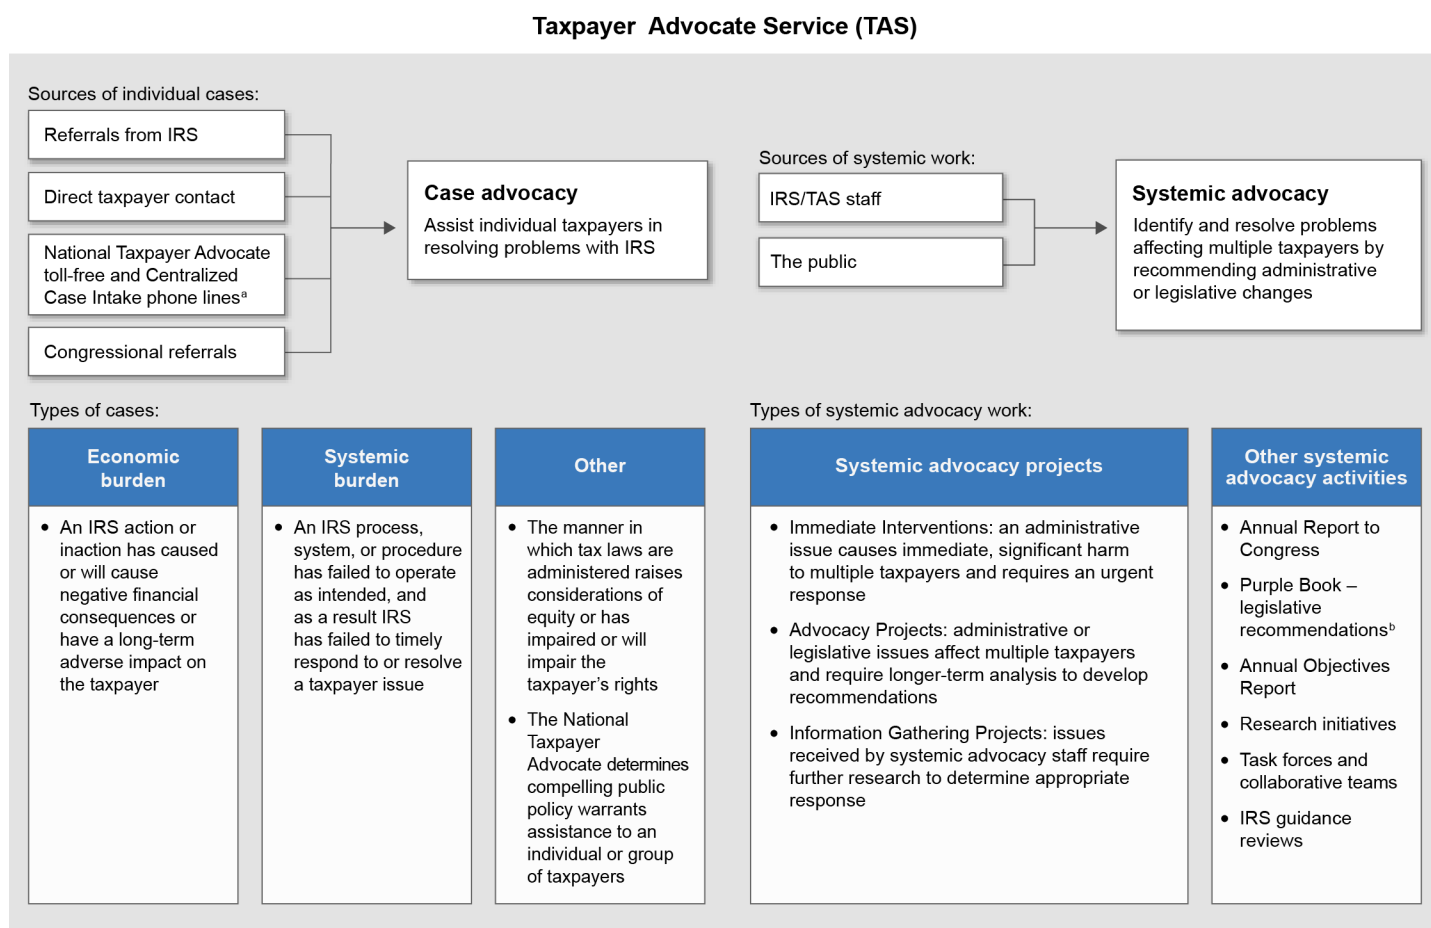 Taxpayer Advocate Service (TAS)
Sources of individual cases:
Referrals from IRS
Direct taxpayer contact
National Taxpayer Advocate
toll-free and Centralized
Case Intake phone linesᵃ
Congressional referrals
Case advocacy
Assist individual taxpayers in
resolving problems with IRS
Sources of systemic work:
IRS/TAS staff
The public
Systemic advocacy
Identify and resolve problems
affecting multiple taxpayers by
recommending administrative
or legislative changes
Types of cases:
Economic
burden
• An IRS action or
inaction has caused
or will cause
negative financial
consequences or
have a long-term
adverse impact on
the taxpayer
Systemic
burden
• An IRS process,
system, or procedure
has failed to operate
as intended, and
as a result IRS
has failed to timely
respond to or resolve
a taxpayer issue
Other
• The manner in
which tax laws are
administered raises
considerations of
equity or has
impaired or will
impair the
taxpayer’s rights
• The National
Taxpayer
Advocate determines
compelling public
policy warrants
assistance to an
individual or group
of taxpayers
Types of systemic advocacy work:
Systemic advocacy projects
• Immediate Interventions: an administrative
issue causes immediate, significant harm
to multiple taxpayers and requires an urgent
response
• Advocacy Projects: administrative or
legislative issues affect multiple taxpayers
and require longer-term analysis to develop
recommendations
• Information Gathering Projects: issues
received by systemic advocacy staff require
further research to determine appropriate
response
Other systemic
advocacy activities
• Annual Report to
Congress
• Purple Book –
legislative
recommendationsᵇ
• Annual Objectives
Report
• Research initiatives
• Task forces and
collaborative teams
• IRS guidance
reviews